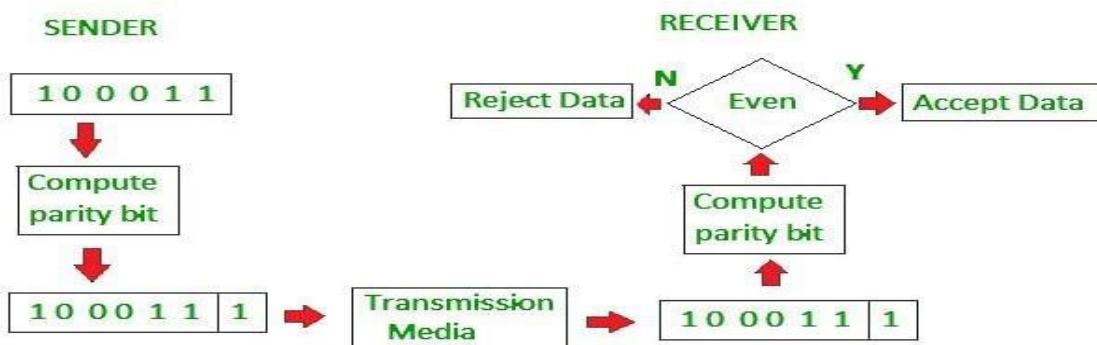 SENDER
1 0 0 0 1 1
Compute
parity bit
1 0 0 0 1 1 1
Transmission
Media
1 0 0 0 1 1 1
Compute
parity bit
RECEIVER
Even
N
Reject Data
Y
Accept Data